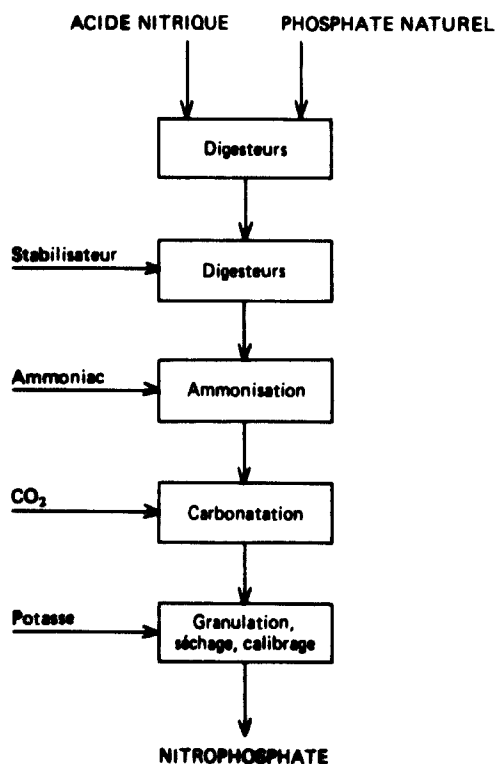 ACIDE NITRIQUE PHOSPHATE NATUREL
Digesteurs
Stabilisateur
Digesteurs
Ammoniac
Ammonisation
CO₂
Carbonatation
Potasse
Granulation,
séchage, calibrage
NITROPHOSPHATE